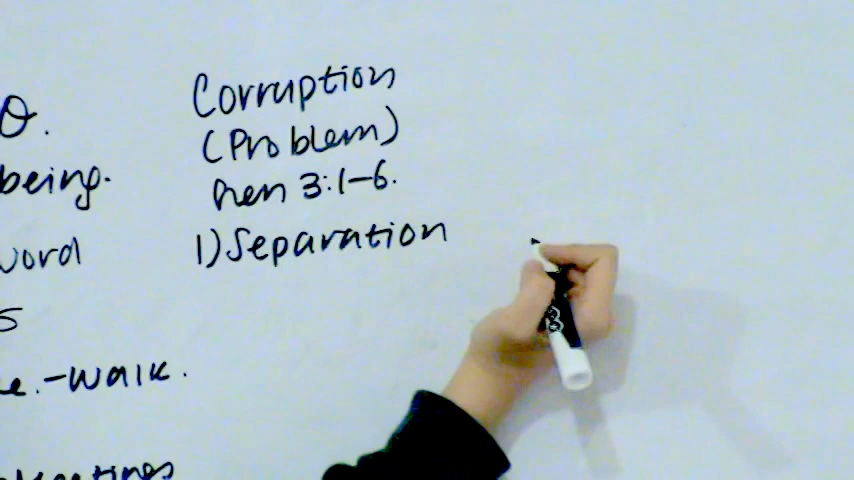 O.
being.
word
s
e.-walk.
Corruption
(Problem)
Gen 3:1-6.
1) Separation